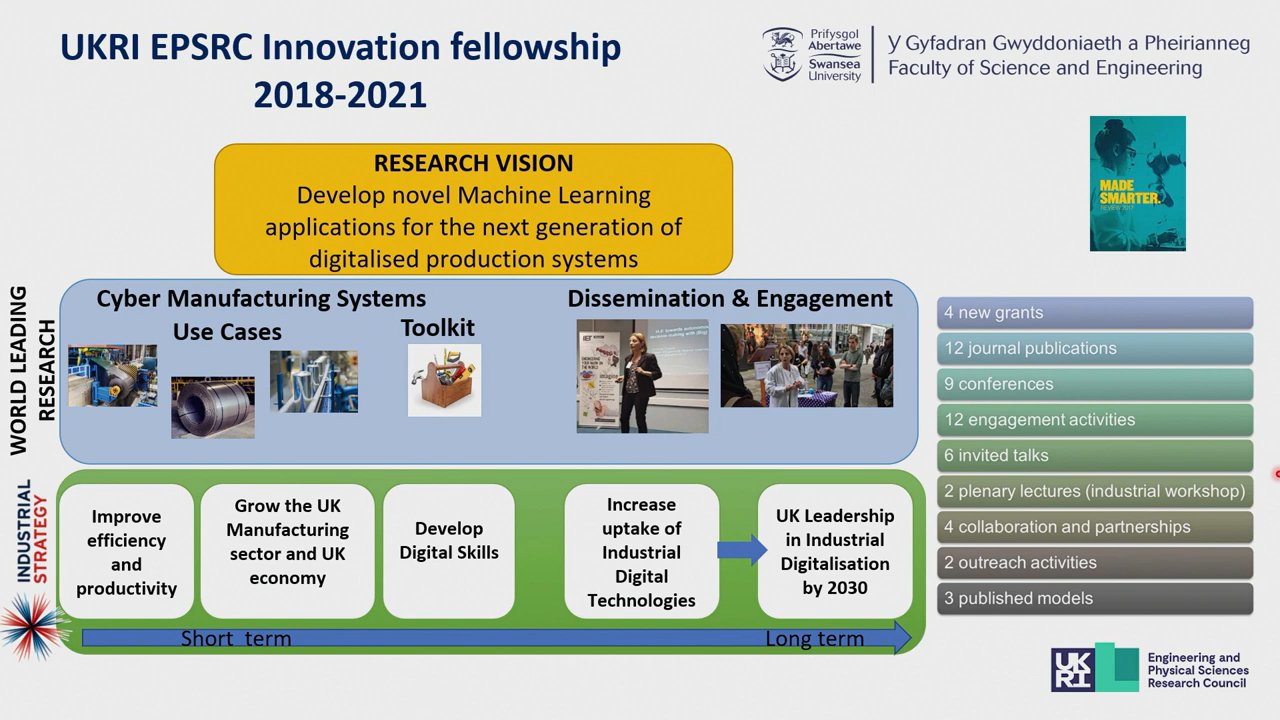 UKRI EPSRC Innovation fellowship
2018-2021
Prifysgol
Abertawe
Swansea
University
Y Gyfadran Gwyddoniaeth a Pheirianneg
Faculty of Science and Engineering
MADE
SMARTER.
REVIEW 2017
RESEARCH VISION
Develop novel Machine Learning
applications for the next generation of
digitalised production systems
WORLD LEADING
RESEARCH
Cyber Manufacturing Systems
Use Cases
Toolkit
Dissemination & Engagement
INDUSTRIAL
STRATEGY
Improve
efficiency
and
productivity
Grow the UK
Manufacturing
sector and UK
economy
Develop
Digital Skills
Increase
uptake of
Industrial
Digital
Technologies
UK Leadership
in Industrial
Digitalisation
by 2030
Short term
Long term
4 new grants
12 journal publications
9 conferences
12 engagement activities
6 invited talks
2 plenary lectures (industrial workshop)
4 collaboration and partnerships
2 outreach activities
3 published models
UK
RI
Engineering and
Physical Sciences
Research Council